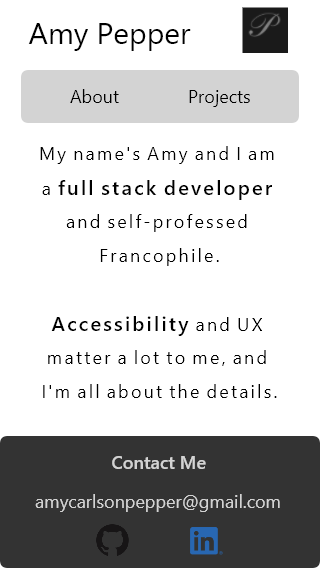 Amy Pepper
P
About Projects
My name's Amy and I am
a full stack developer
and self-professed
Francophile.
Accessibility and UX
matter a lot to me, and
I'm all about the details.
Contact Me
amycarlsonpepper@gmail.com
in